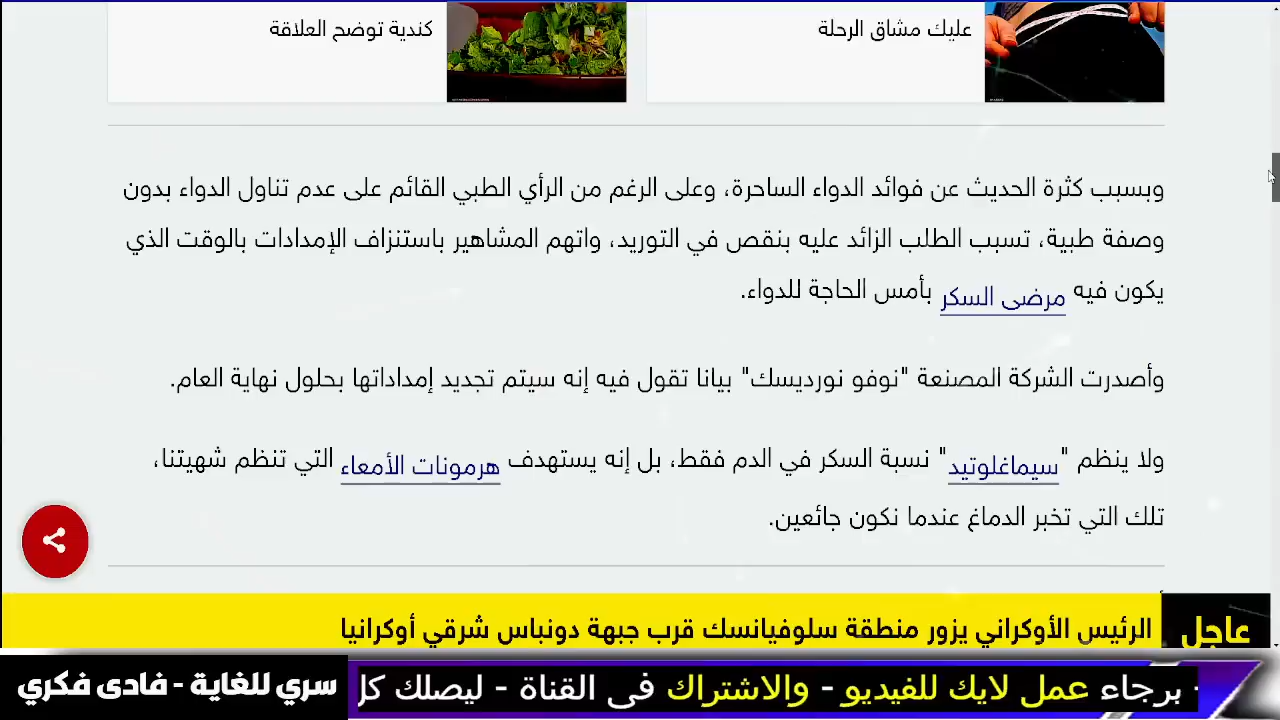 عليك مشاق الرحلة
كندية توضح العلاقة
وبسبب كثرة الحديث عن فوائد الدواء الساحرة، وعلى الرغم من الرأي الطبي القائم على عدم تناول الدواء بدون
وصفة طبية، تسبب الطلب الزائد عليه بنقص في التوريد، واتهم المشاهير باستنزاف الإمدادات بالوقت الذي
يكون فيه مرضى السكر بأمس الحاجة للدواء.
وأصدرت الشركة المصنعة "نوفو نورديسك" بيانا تقول فيه إنه سيتم تجديد إمداداتها بحلول نهاية العام.
ولا ينظم "سيماغلوتيد" نسبة السكر في الدم فقط، بل إنه يستهدف هرمونات الأمعاء التي تنظم شهيتنا،
تلك التي تخبر الدماغ عندما نكون جائعين.
عاجل
الرئيس الأوكراني يزور منطقة سلوفيانسك قرب جبهة دونباس شرقي أوكرانيا
- برجاء عمل لايك للفيديو - والاشتراك فى القناة - ليصلك كل
سري للغاية - فادى فكري